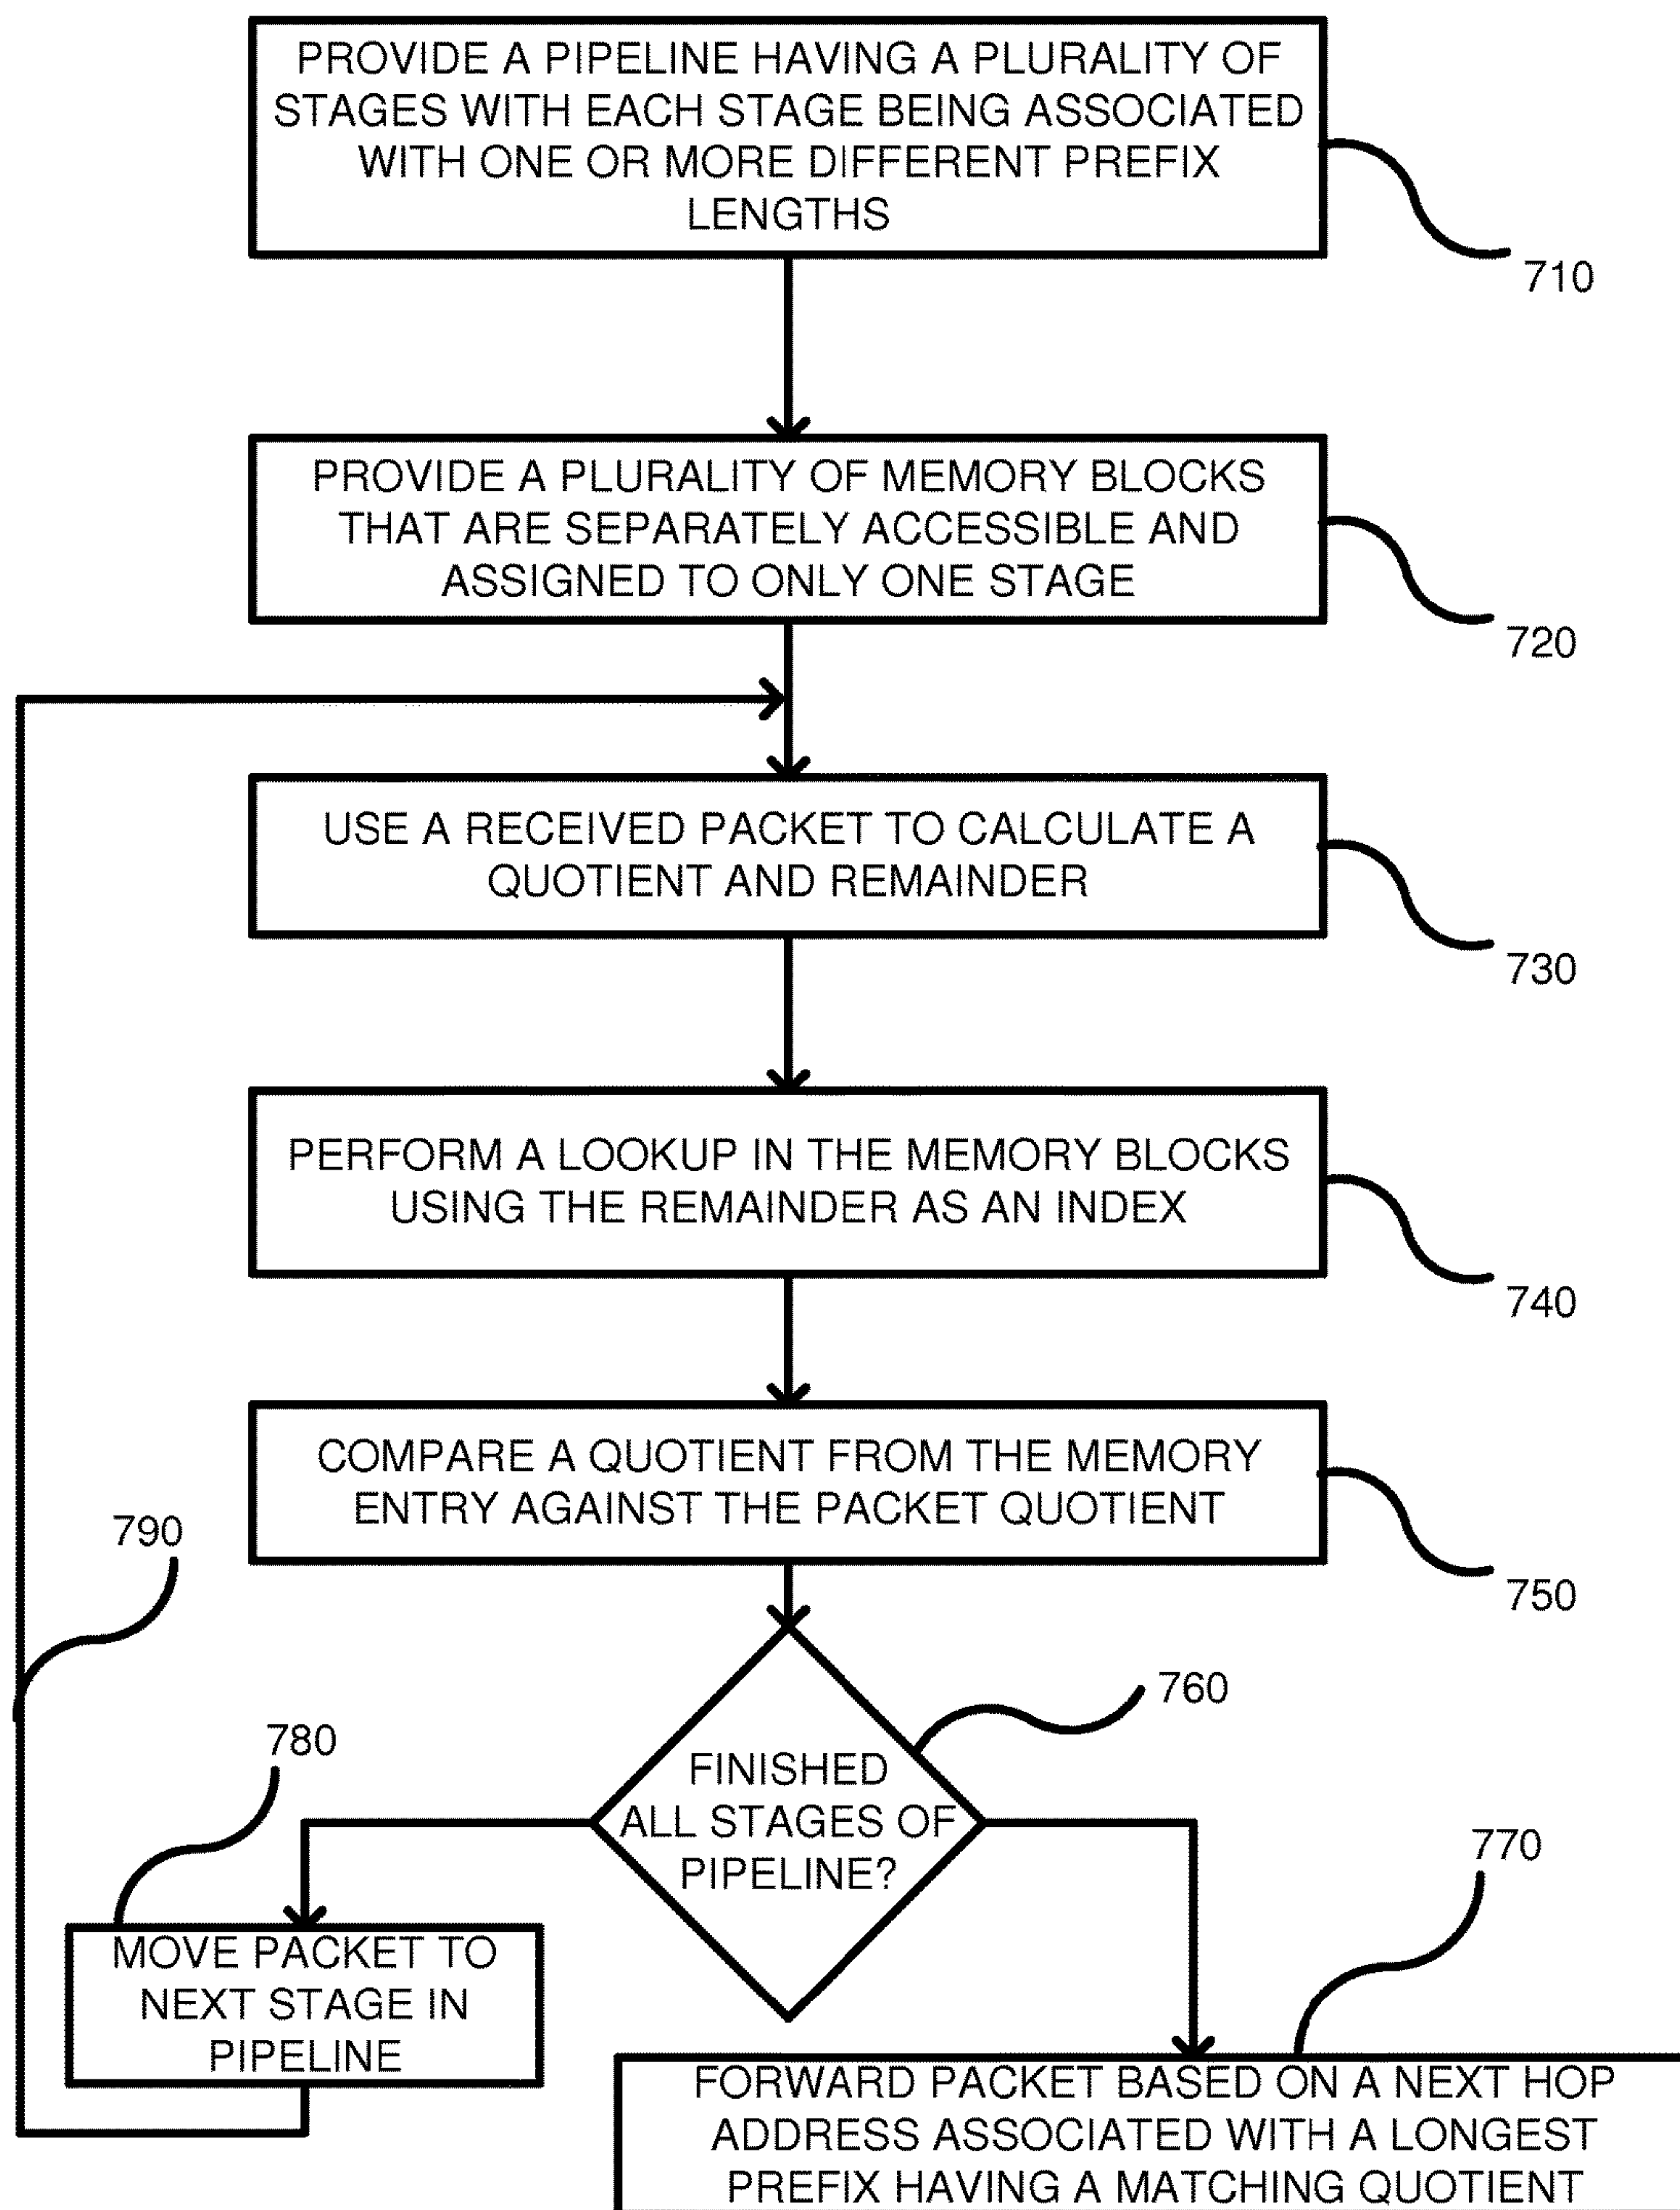 PROVIDE A PIPELINE HAVING A PLURALITY OF
STAGES WITH EACH STAGE BEING ASSOCIATED
WITH ONE OR MORE DIFFERENT PREFIX
LENGTHS
710
PROVIDE A PLURALITY OF MEMORY BLOCKS
THAT ARE SEPARATELY ACCESSIBLE AND
ASSIGNED TO ONLY ONE STAGE
720
USE A RECEIVED PACKET TO CALCULATE A
QUOTIENT AND REMAINDER
730
PERFORM A LOOKUP IN THE MEMORY BLOCKS
USING THE REMAINDER AS AN INDEX
740
COMPARE A QUOTIENT FROM THE MEMORY
ENTRY AGAINST THE PACKET QUOTIENT
750
790
760
FINISHED
ALL STAGES OF
PIPELINE?
780
MOVE PACKET TO
NEXT STAGE IN
PIPELINE
770
FORWARD PACKET BASED ON A NEXT HOP
ADDRESS ASSOCIATED WITH A LONGEST
PREFIX HAVING A MATCHING QUOTIENT